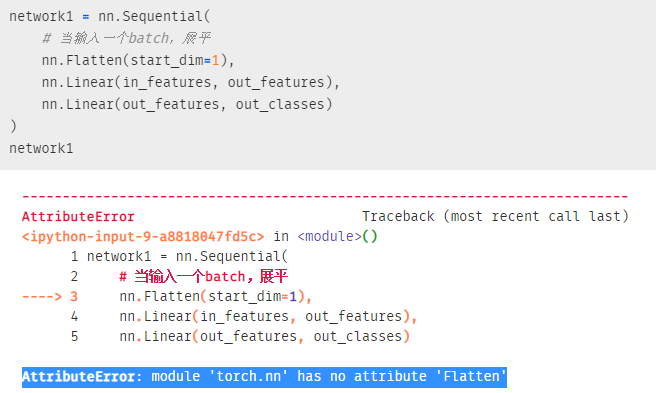 network1 = nn.Sequential(
    # 当输入一个batch，展平
    nn.Flatten(start_dim=1),
    nn.Linear(in_features, out_features),
    nn.Linear(out_features, out_classes)
)
network1
---------------------------------------------------------------------------
AttributeError                            Traceback (most recent call last)
<ipython-input-9-a8818047fd5c> in <module>()
      1 network1 = nn.Sequential(
      2     # 当输入一个batch，展平
----> 3     nn.Flatten(start_dim=1),
      4     nn.Linear(in_features, out_features),
      5     nn.Linear(out_features, out_classes)
AttributeError: module 'torch.nn' has no attribute 'Flatten'